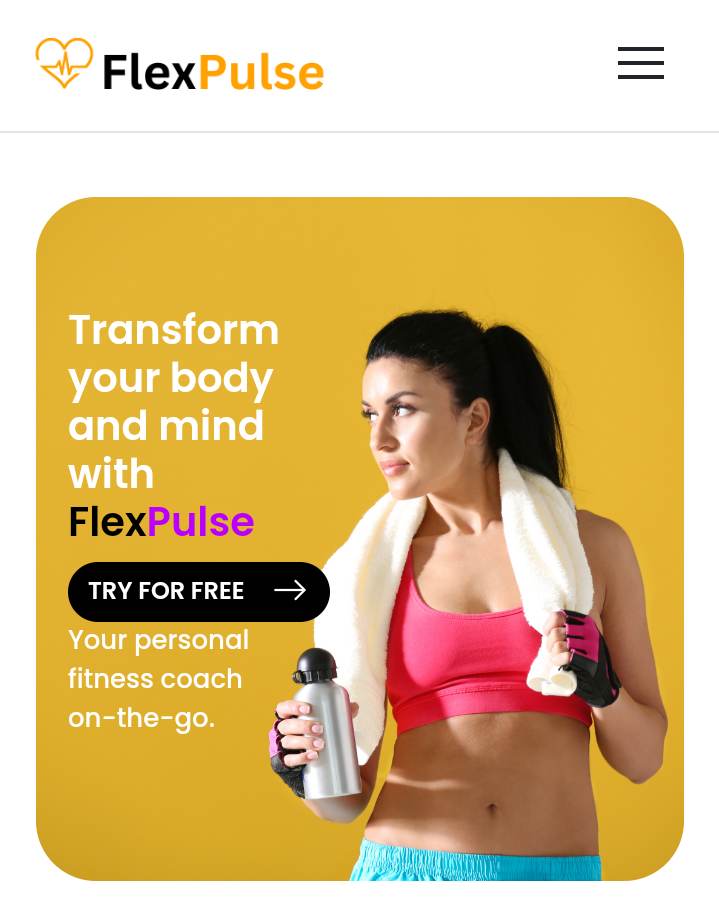 FlexPulse
Transform
your body
and mind
with
FlexPulse
TRY FOR FREE
Your personal
fitness coach
on-the-go.